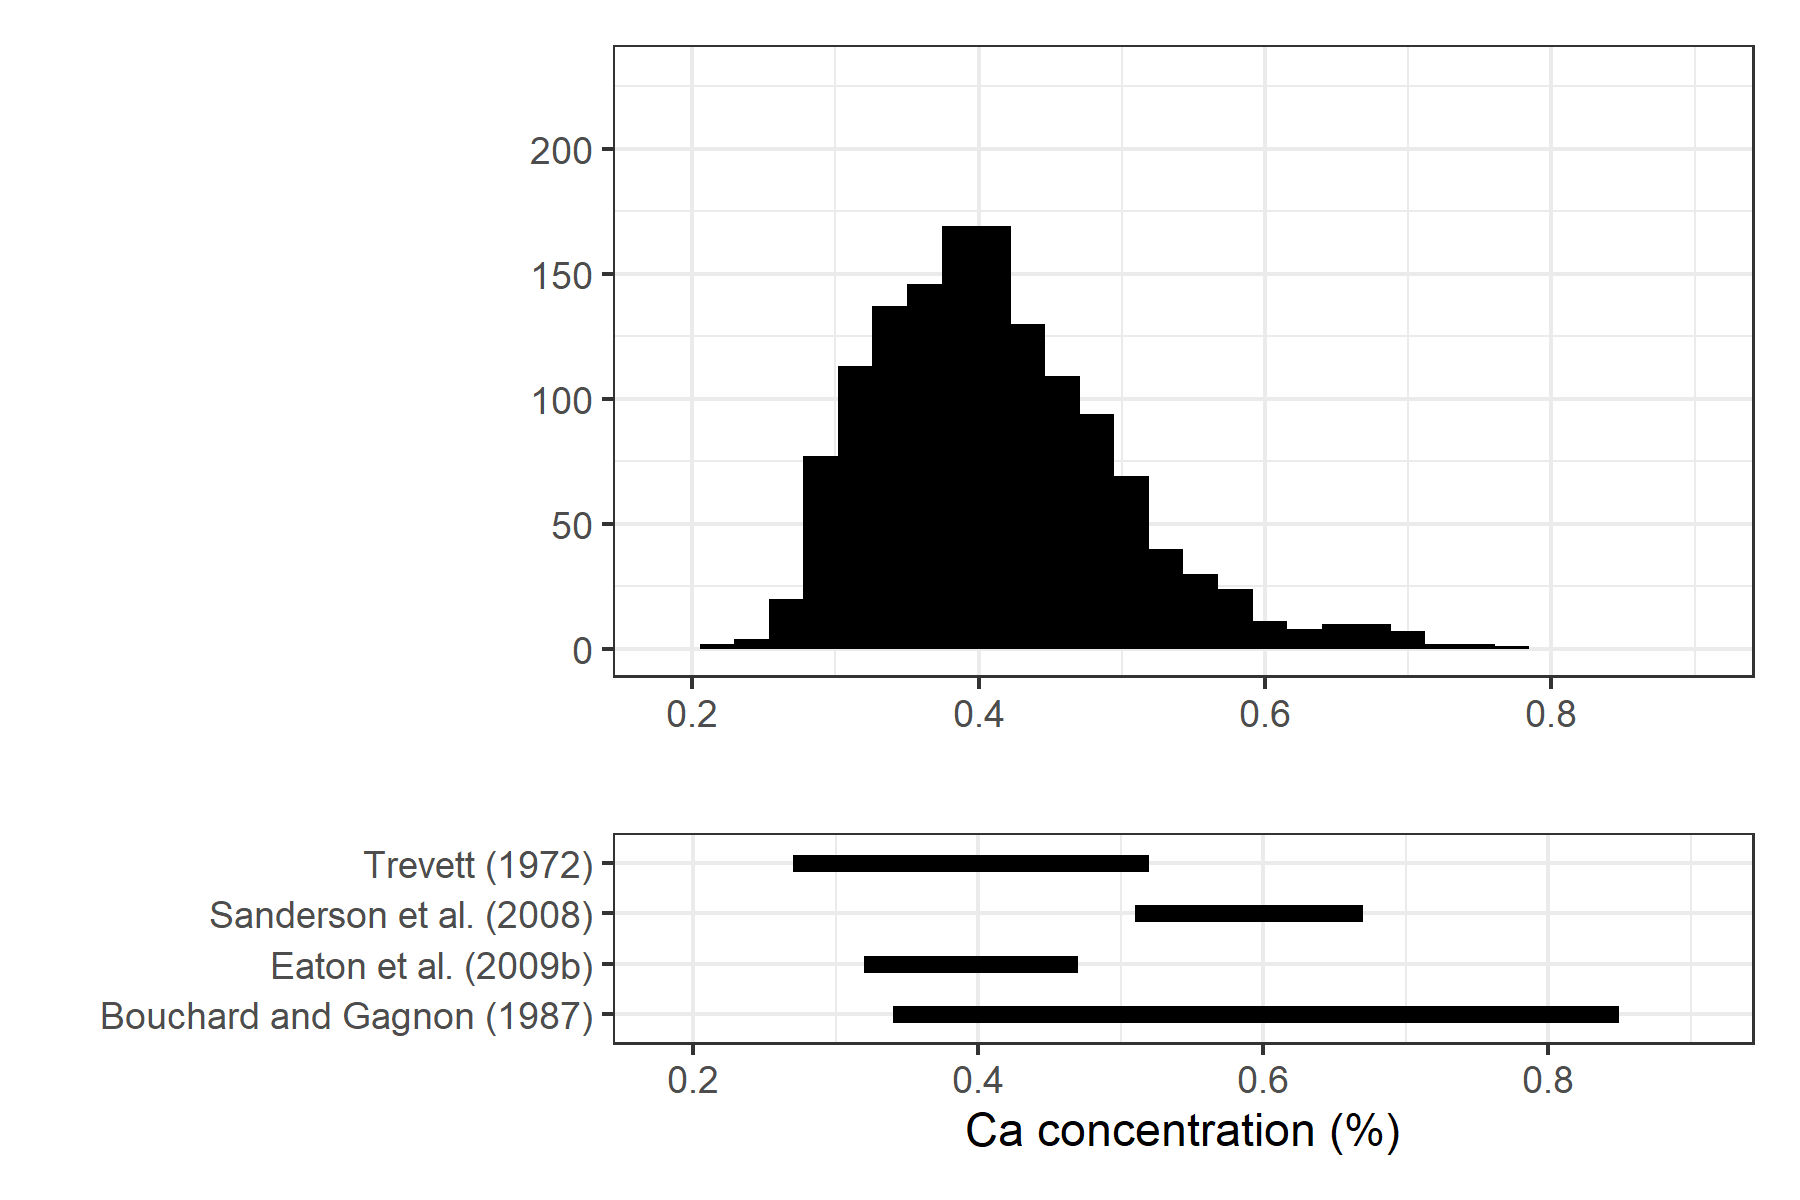 200
150
100
50
0
0.2 0.4 0.6 0.8
Trevett (1972)
Sanderson et al. (2008)
Eaton et al. (2009b)
Bouchard and Gagnon (1987)
0.2 0.4 0.6 0.8
Ca concentration (%)